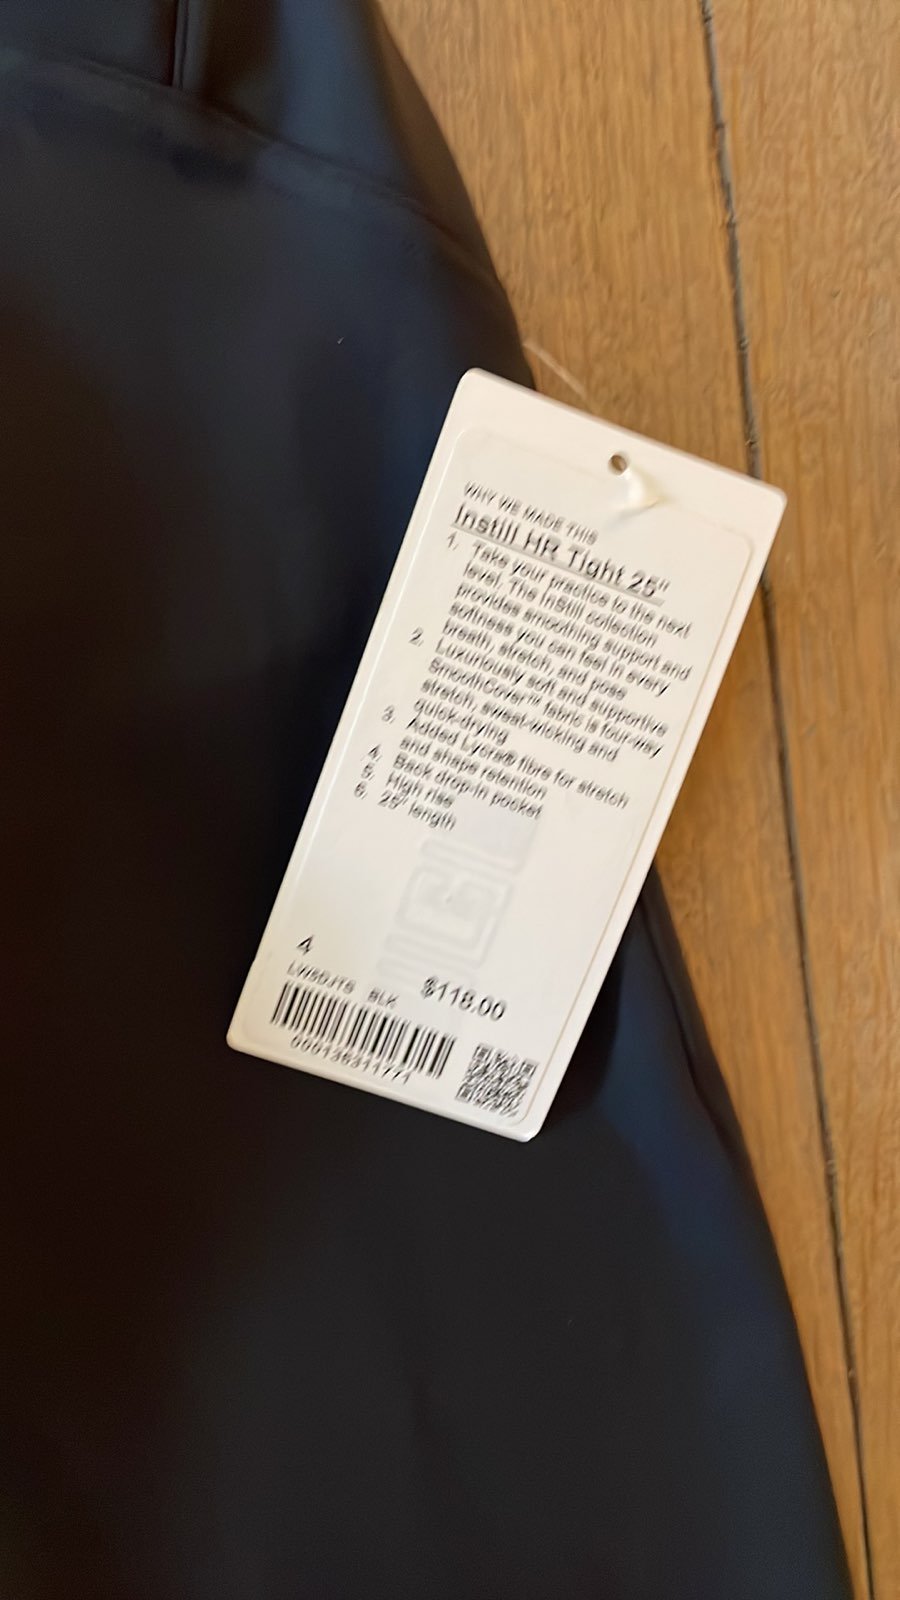 WHY WE MADE THIS
Instill HR Tight 25"
1. Take your practice to the next
level. The InStill collection
provides smoothing support and
softness you can feel in every
breath, stretch, and pose
2. Luxuriously soft and supportive
SmoothCover™ fabric is four-way
stretch, sweat-wicking and
quick-drying
3. Added Lycra® fibre for stretch
and shape retention
4. Back drop-in pocket
5. High rise
6. 25" length
4
BLK $118.00